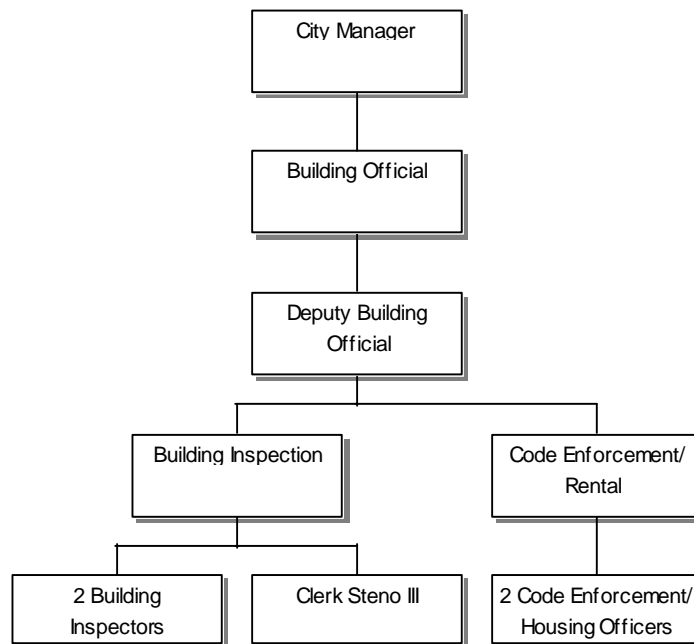 City Manager
Building Official
Deputy Building
Official
Building Inspection
Code Enforcement/
Rental
2 Building
Inspectors
Clerk Steno III
2 Code Enforcement/
Housing Officers